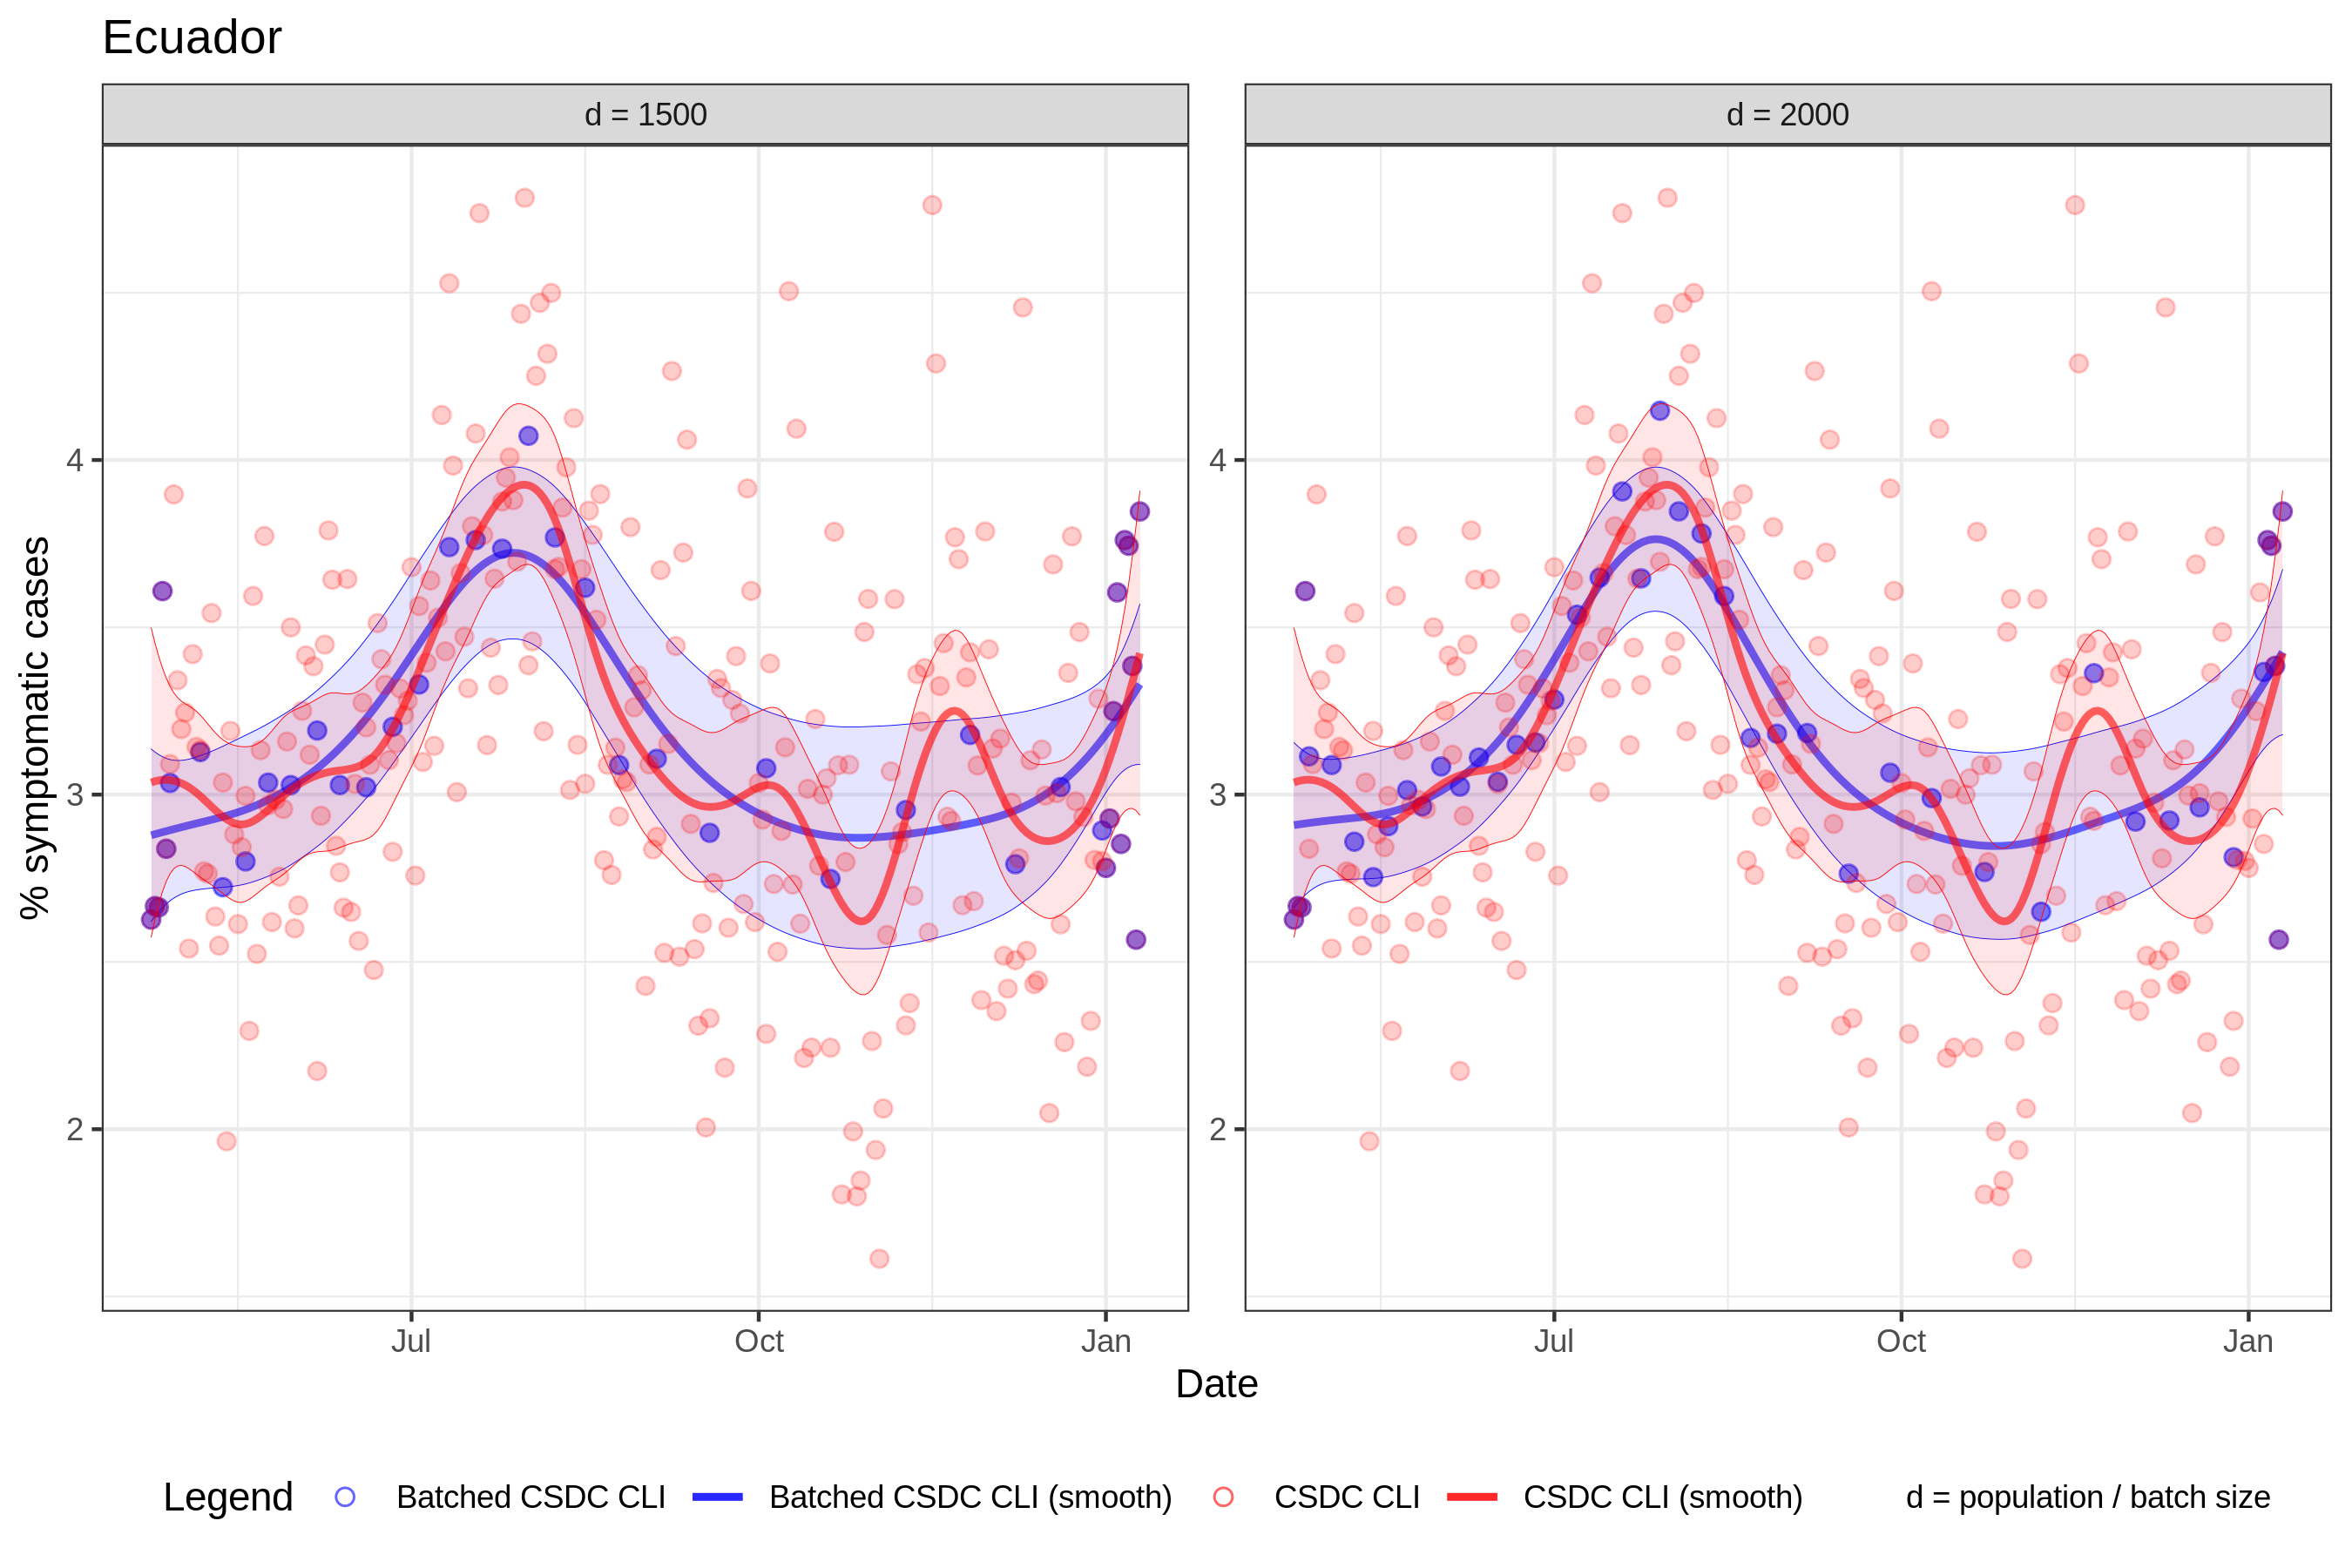 Ecuador
d = 1500
d = 2000
% symptomatic cases
4
3
2
4
3
2
Jul
Oct
Jan
Jul
Oct
Jan
Date
Legend
Batched CSDC CLI
Batched CSDC CLI (smooth)
CSDC CLI
CSDC CLI (smooth)
d = population / batch size